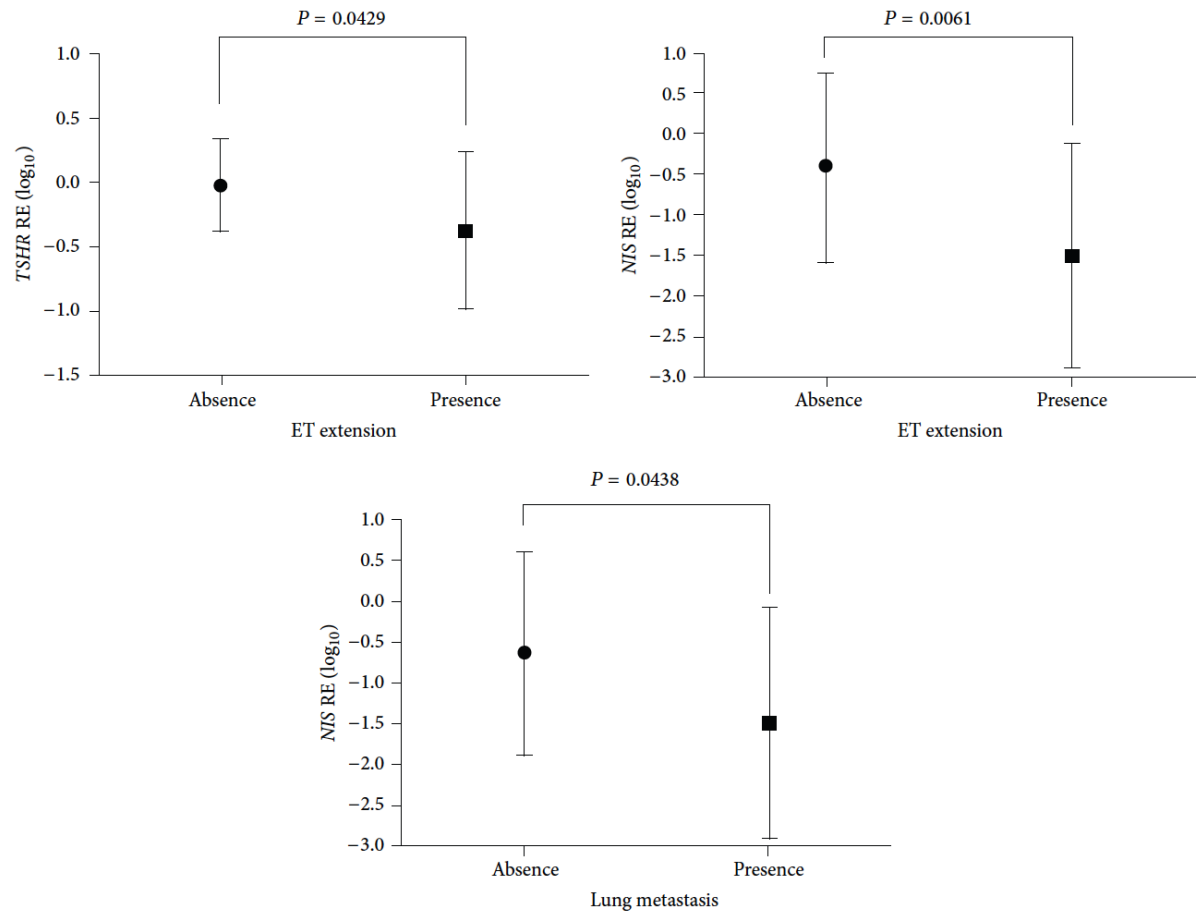 P = 0.0429
1.0
0.5
0.0
−0.5
−1.0
−1.5
TSHR RE (log10)
Absence
Presence
ET extension
P = 0.0061
1.0
0.5
0.0
−0.5
−1.0
−1.5
−2.0
−2.5
−3.0
NIS RE (log10)
Absence
Presence
ET extension
P = 0.0438
1.0
0.5
0.0
−0.5
−1.0
−1.5
−2.0
−2.5
−3.0
NIS RE (log10)
Absence
Presence
Lung metastasis